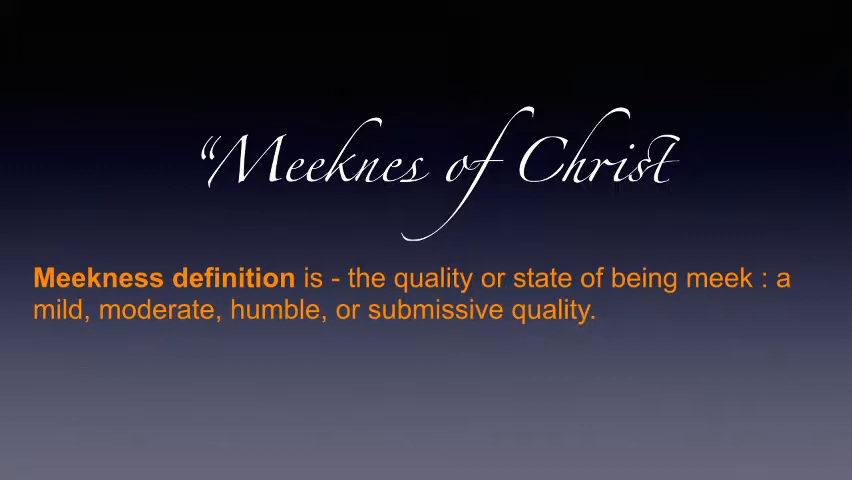 “Meeknes of Christ
Meekness definition is - the quality or state of being meek : a
mild, moderate, humble, or submissive quality.